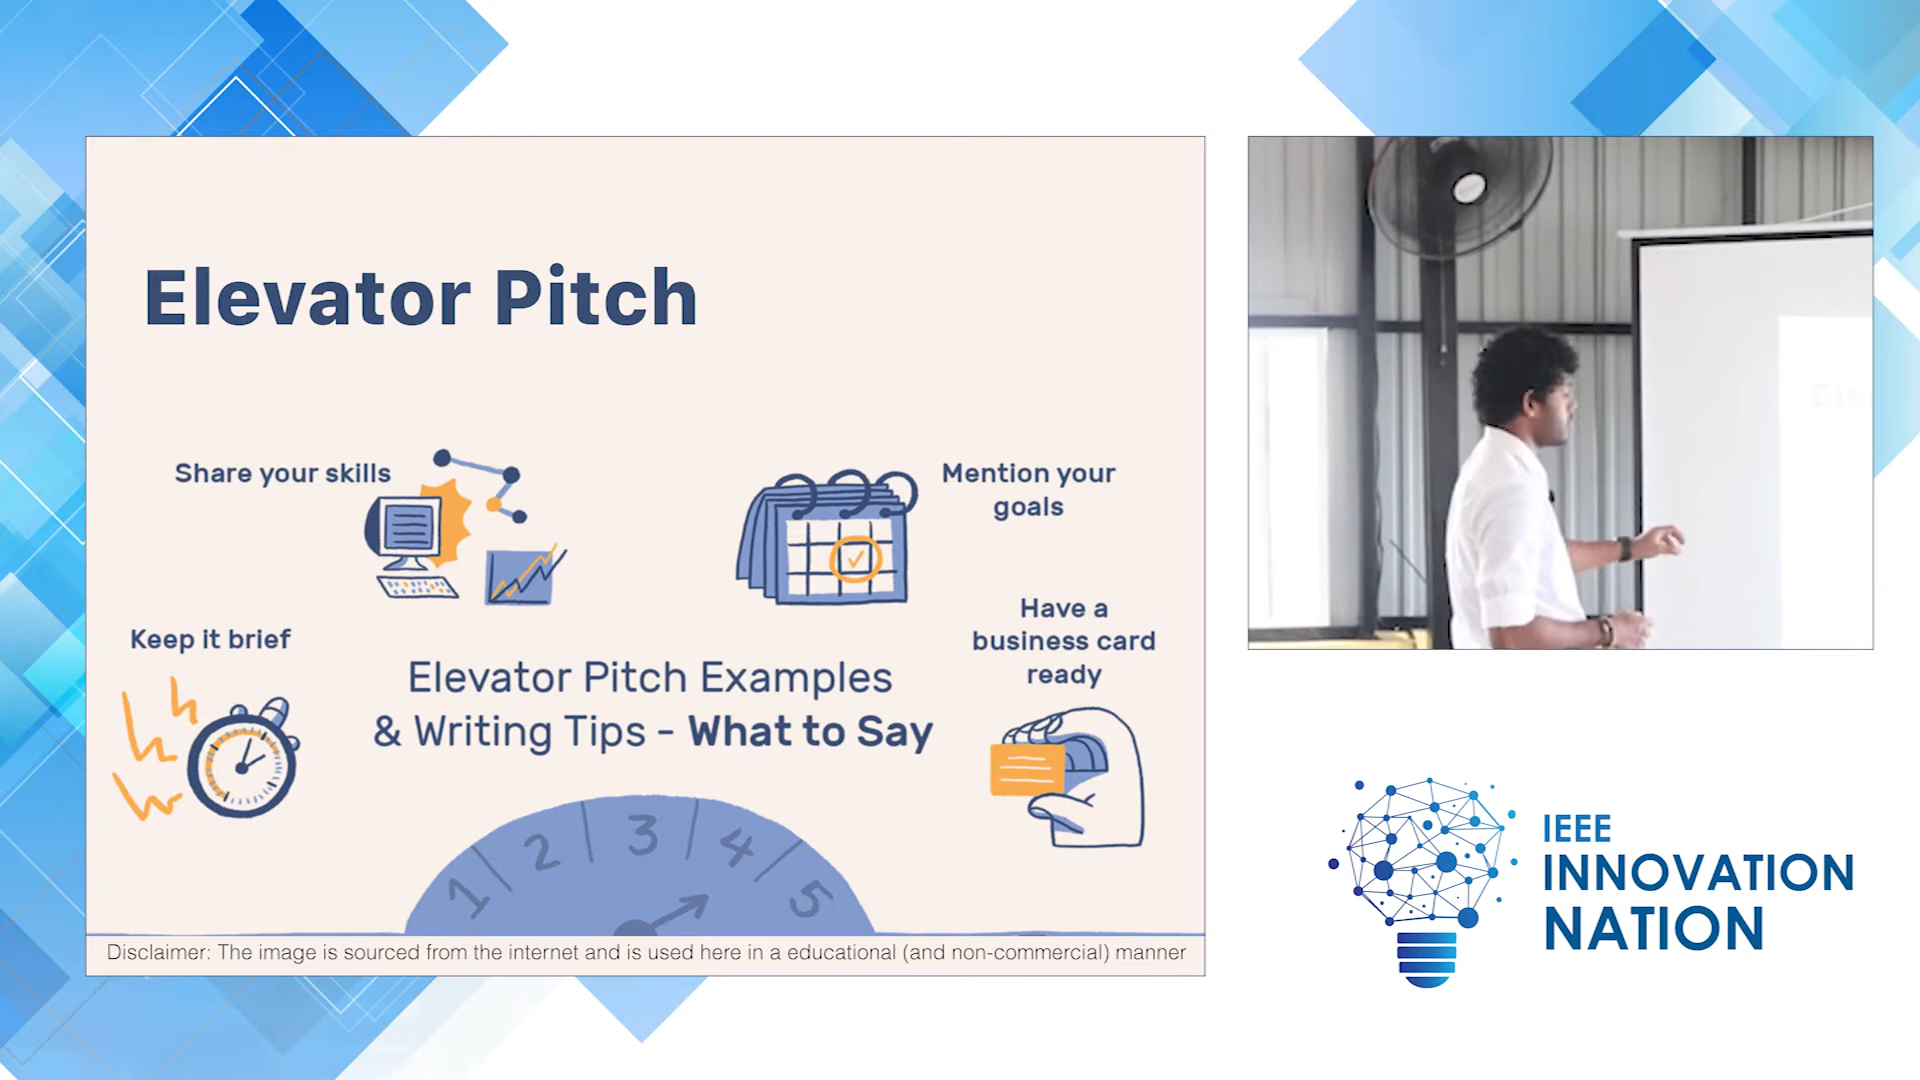 Elevator Pitch
Share your skills
Mention your
goals
Keep it brief
Have a
business card
ready
Elevator Pitch Examples
& Writing Tips - What to Say
1 2 3 4 5
Disclaimer: The image is sourced from the internet and is used here in a educational (and non-commercial) manner
IEEE
INNOVATION
NATION